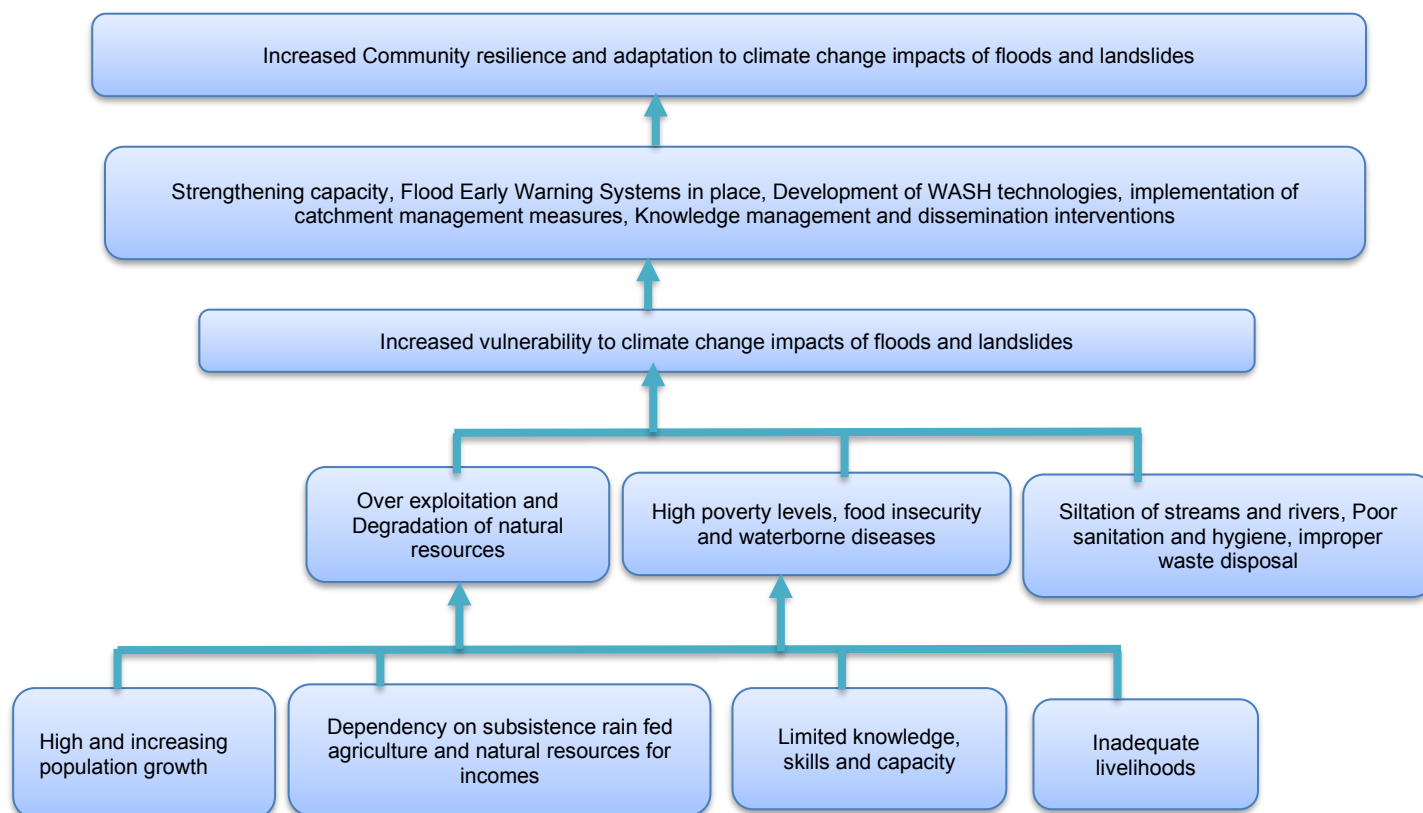 Increased Community resilience and adaptation to climate change impacts of floods and landslides
Strengthening capacity, Flood Early Warning Systems in place, Development of WASH technologies, implementation of
catchment management measures, Knowledge management and dissemination interventions
Increased vulnerability to climate change impacts of floods and landslides
Over exploitation and
Degradation of natural
resources
High poverty levels, food insecurity
and waterborne diseases
Siltation of streams and rivers, Poor
sanitation and hygiene, improper
waste disposal
High and increasing
population growth
Dependency on subsistence rain fed
agriculture and natural resources for
incomes
Limited knowledge,
skills and capacity
Inadequate
livelihoods